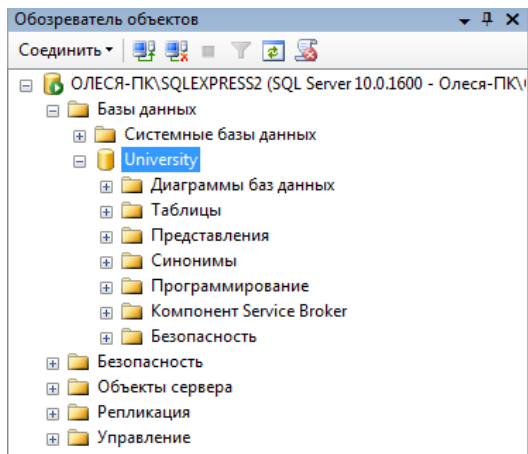 Обозреватель объектов
Соединить
ОЛЕСЯ-ПК\SQLEXPRESS2 (SQL Server 10.0.1600 - Олеся-ПК\
Базы данных
Системные базы данных
University
Диаграммы баз данных
Таблицы
Представления
Синонимы
Программирование
Компонент Service Broker
Безопасность
Безопасность
Объекты сервера
Репликация
Управление